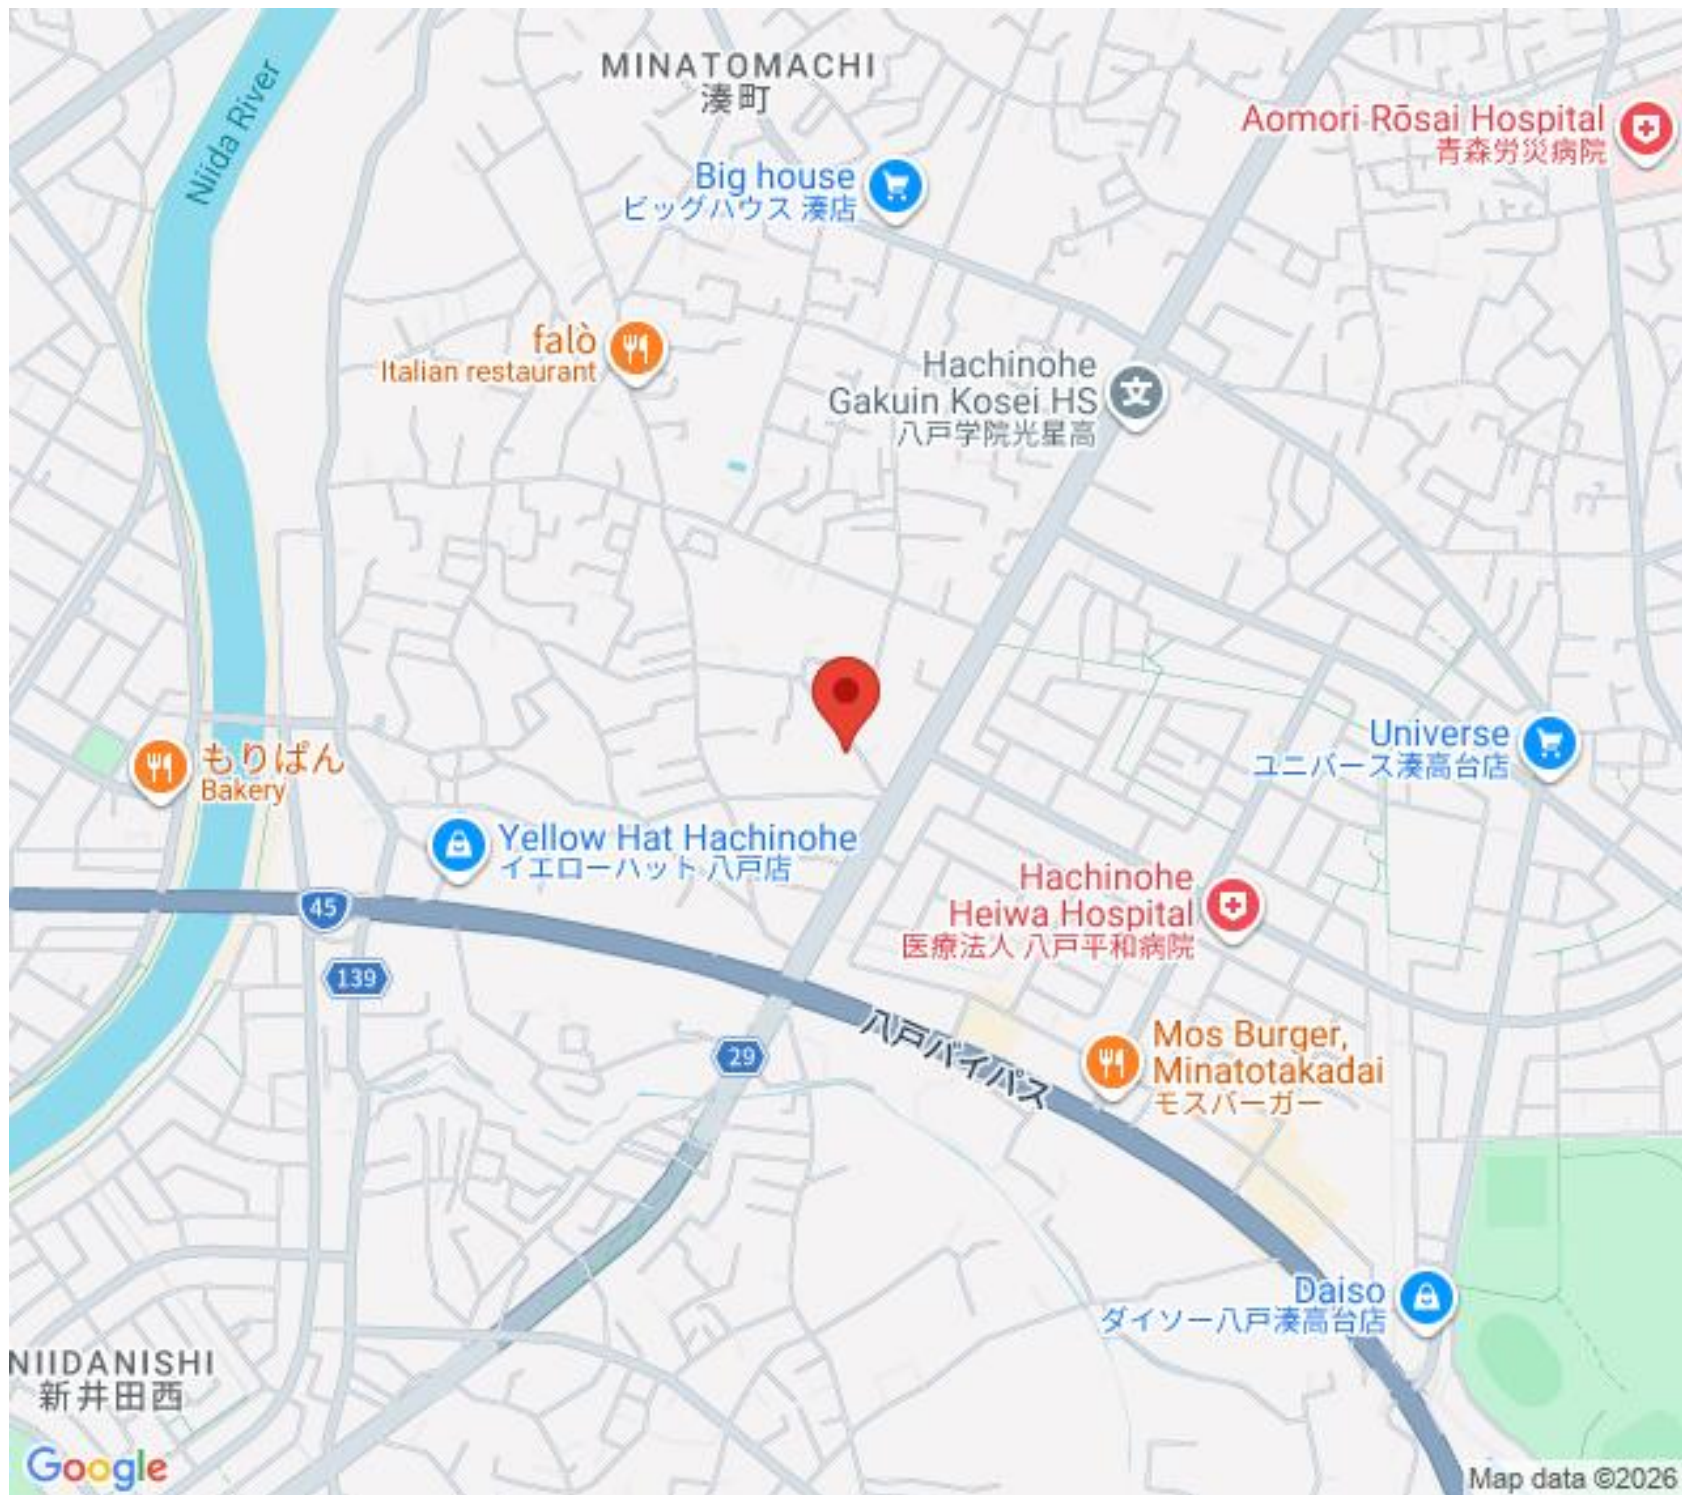 MINATOMACHI
湊町
Niida River
Aomori Rōsai Hospital
青森労災病院
Big house
ビッグハウス 湊店
falò
Italian restaurant
Hachinohe
Gakuin Kosei HS
八戸学院光星高
Universe
ユニバース湊高台店
もりぱん
Bakery
Yellow Hat Hachinohe
イエローハット 八戸店
Hachinohe
Heiwa Hospital
医療法人 八戸平和病院
45
139
29
八戸バイパス
Mos Burger,
Minatotakadai
モスバーガー
Daiso
ダイソー八戸湊高台店
NIIDANISHI
新井田西
Google
Map data ©2026